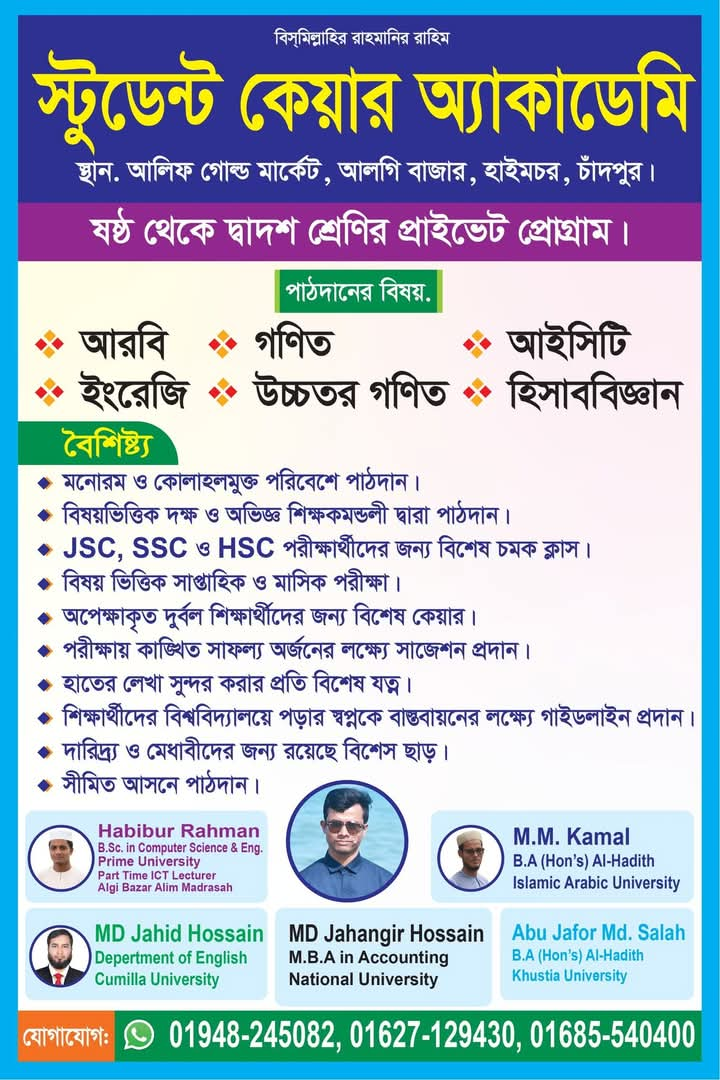 বিস্‌মিল্লাহির রাহমানির রাহিম
স্টুডেন্ট কেয়ার অ্যাকাডেমি
স্থান. আলিফ গোল্ড মার্কেট, আলগি বাজার, হাইমচর, চাঁদপুর।
ষষ্ঠ থেকে দ্বাদশ শ্রেণির প্রাইভেট প্রোগ্রাম।
পাঠদানের বিষয়.
আরবি গণিত আইসিটি
ইংরেজি উচ্চতর গণিত হিসাববিজ্ঞান
বৈশিষ্ট্য
মনোরম ও কোলাহলমুক্ত পরিবেশে পাঠদান।
বিষয়ভিত্তিক দক্ষ ও অভিজ্ঞ শিক্ষকমন্ডলী দ্বারা পাঠদান।
JSC, SSC ও HSC পরীক্ষার্থীদের জন্য বিশেষ চমক ক্লাস।
বিষয় ভিত্তিক সাপ্তাহিক ও মাসিক পরীক্ষা।
অপেক্ষাকৃত দুর্বল শিক্ষার্থীদের জন্য বিশেষ কেয়ার।
পরীক্ষায় কাঙ্খিত সাফল্য অর্জনের লক্ষ্যে সাজেশন প্রদান।
হাতের লেখা সুন্দর করার প্রতি বিশেষ যত্ন।
শিক্ষার্থীদের বিশ্ববিদ্যালয়ে পড়ার স্বপ্নকে বাস্তবায়নের লক্ষ্যে গাইডলাইন প্রদান।
দারিদ্র্য ও মেধাবীদের জন্য রয়েছে বিশেস ছাড়।
সীমিত আসনে পাঠদান।
Habibur Rahman
B.Sc. in Computer Science & Eng.
Prime University
Part Time ICT Lecturer
Algi Bazar Alim Madrasah
M.M. Kamal
B.A (Hon's) Al-Hadith
Islamic Arabic University
MD Jahid Hossain
Depertment of English
Cumilla University
MD Jahangir Hossain
M.B.A in Accounting
National University
Abu Jafor Md. Salah
B.A (Hon's) Al-Hadith
Khustia University
যোগাযোগ: 01948-245082, 01627-129430, 01685-540400